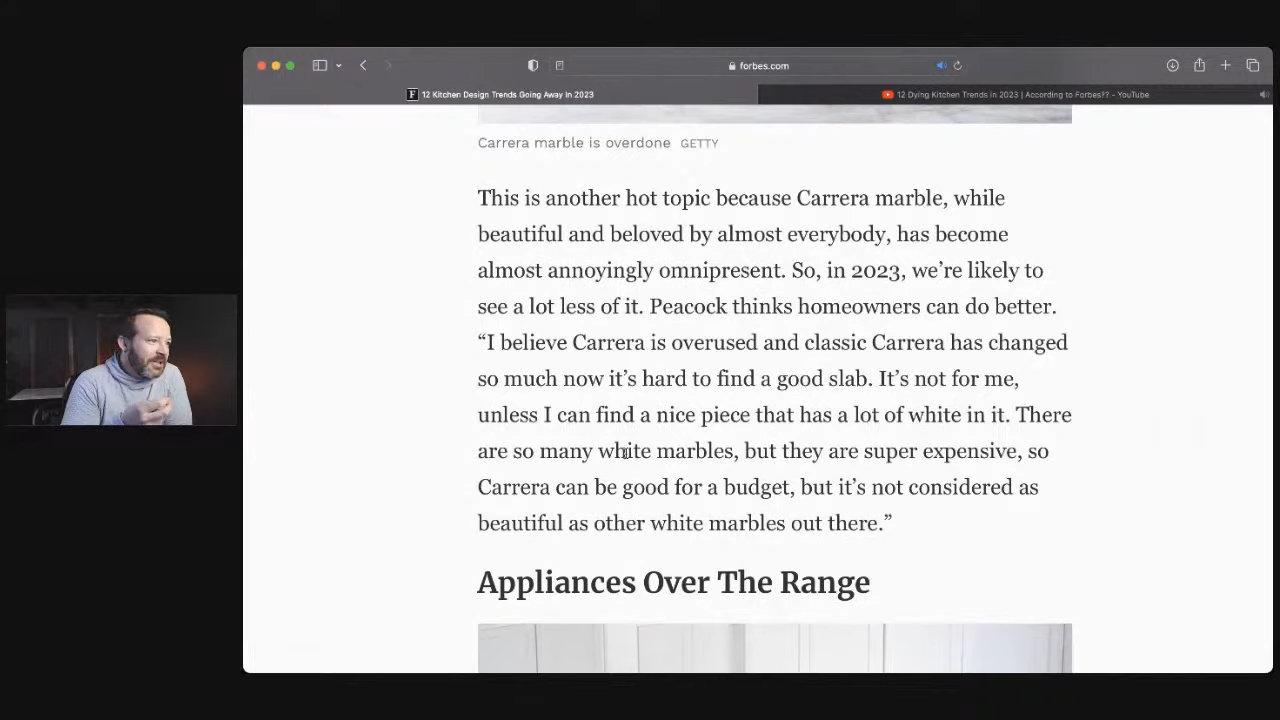 forbes.com
12 Kitchen Design Trends Going Away In 2023
12 Dying Kitchen Trends in 2023 | According to Forbes?? - YouTube
Carrera marble is overdone GETTY
This is another hot topic because Carrera marble, while
beautiful and beloved by almost everybody, has become
almost annoyingly omnipresent. So, in 2023, we’re likely to
see a lot less of it. Peacock thinks homeowners can do better.
“I believe Carrera is overused and classic Carrera has changed
so much now it’s hard to find a good slab. It’s not for me,
unless I can find a nice piece that has a lot of white in it. There
are so many white marbles, but they are super expensive, so
Carrera can be good for a budget, but it’s not considered as
beautiful as other white marbles out there.”
Appliances Over The Range